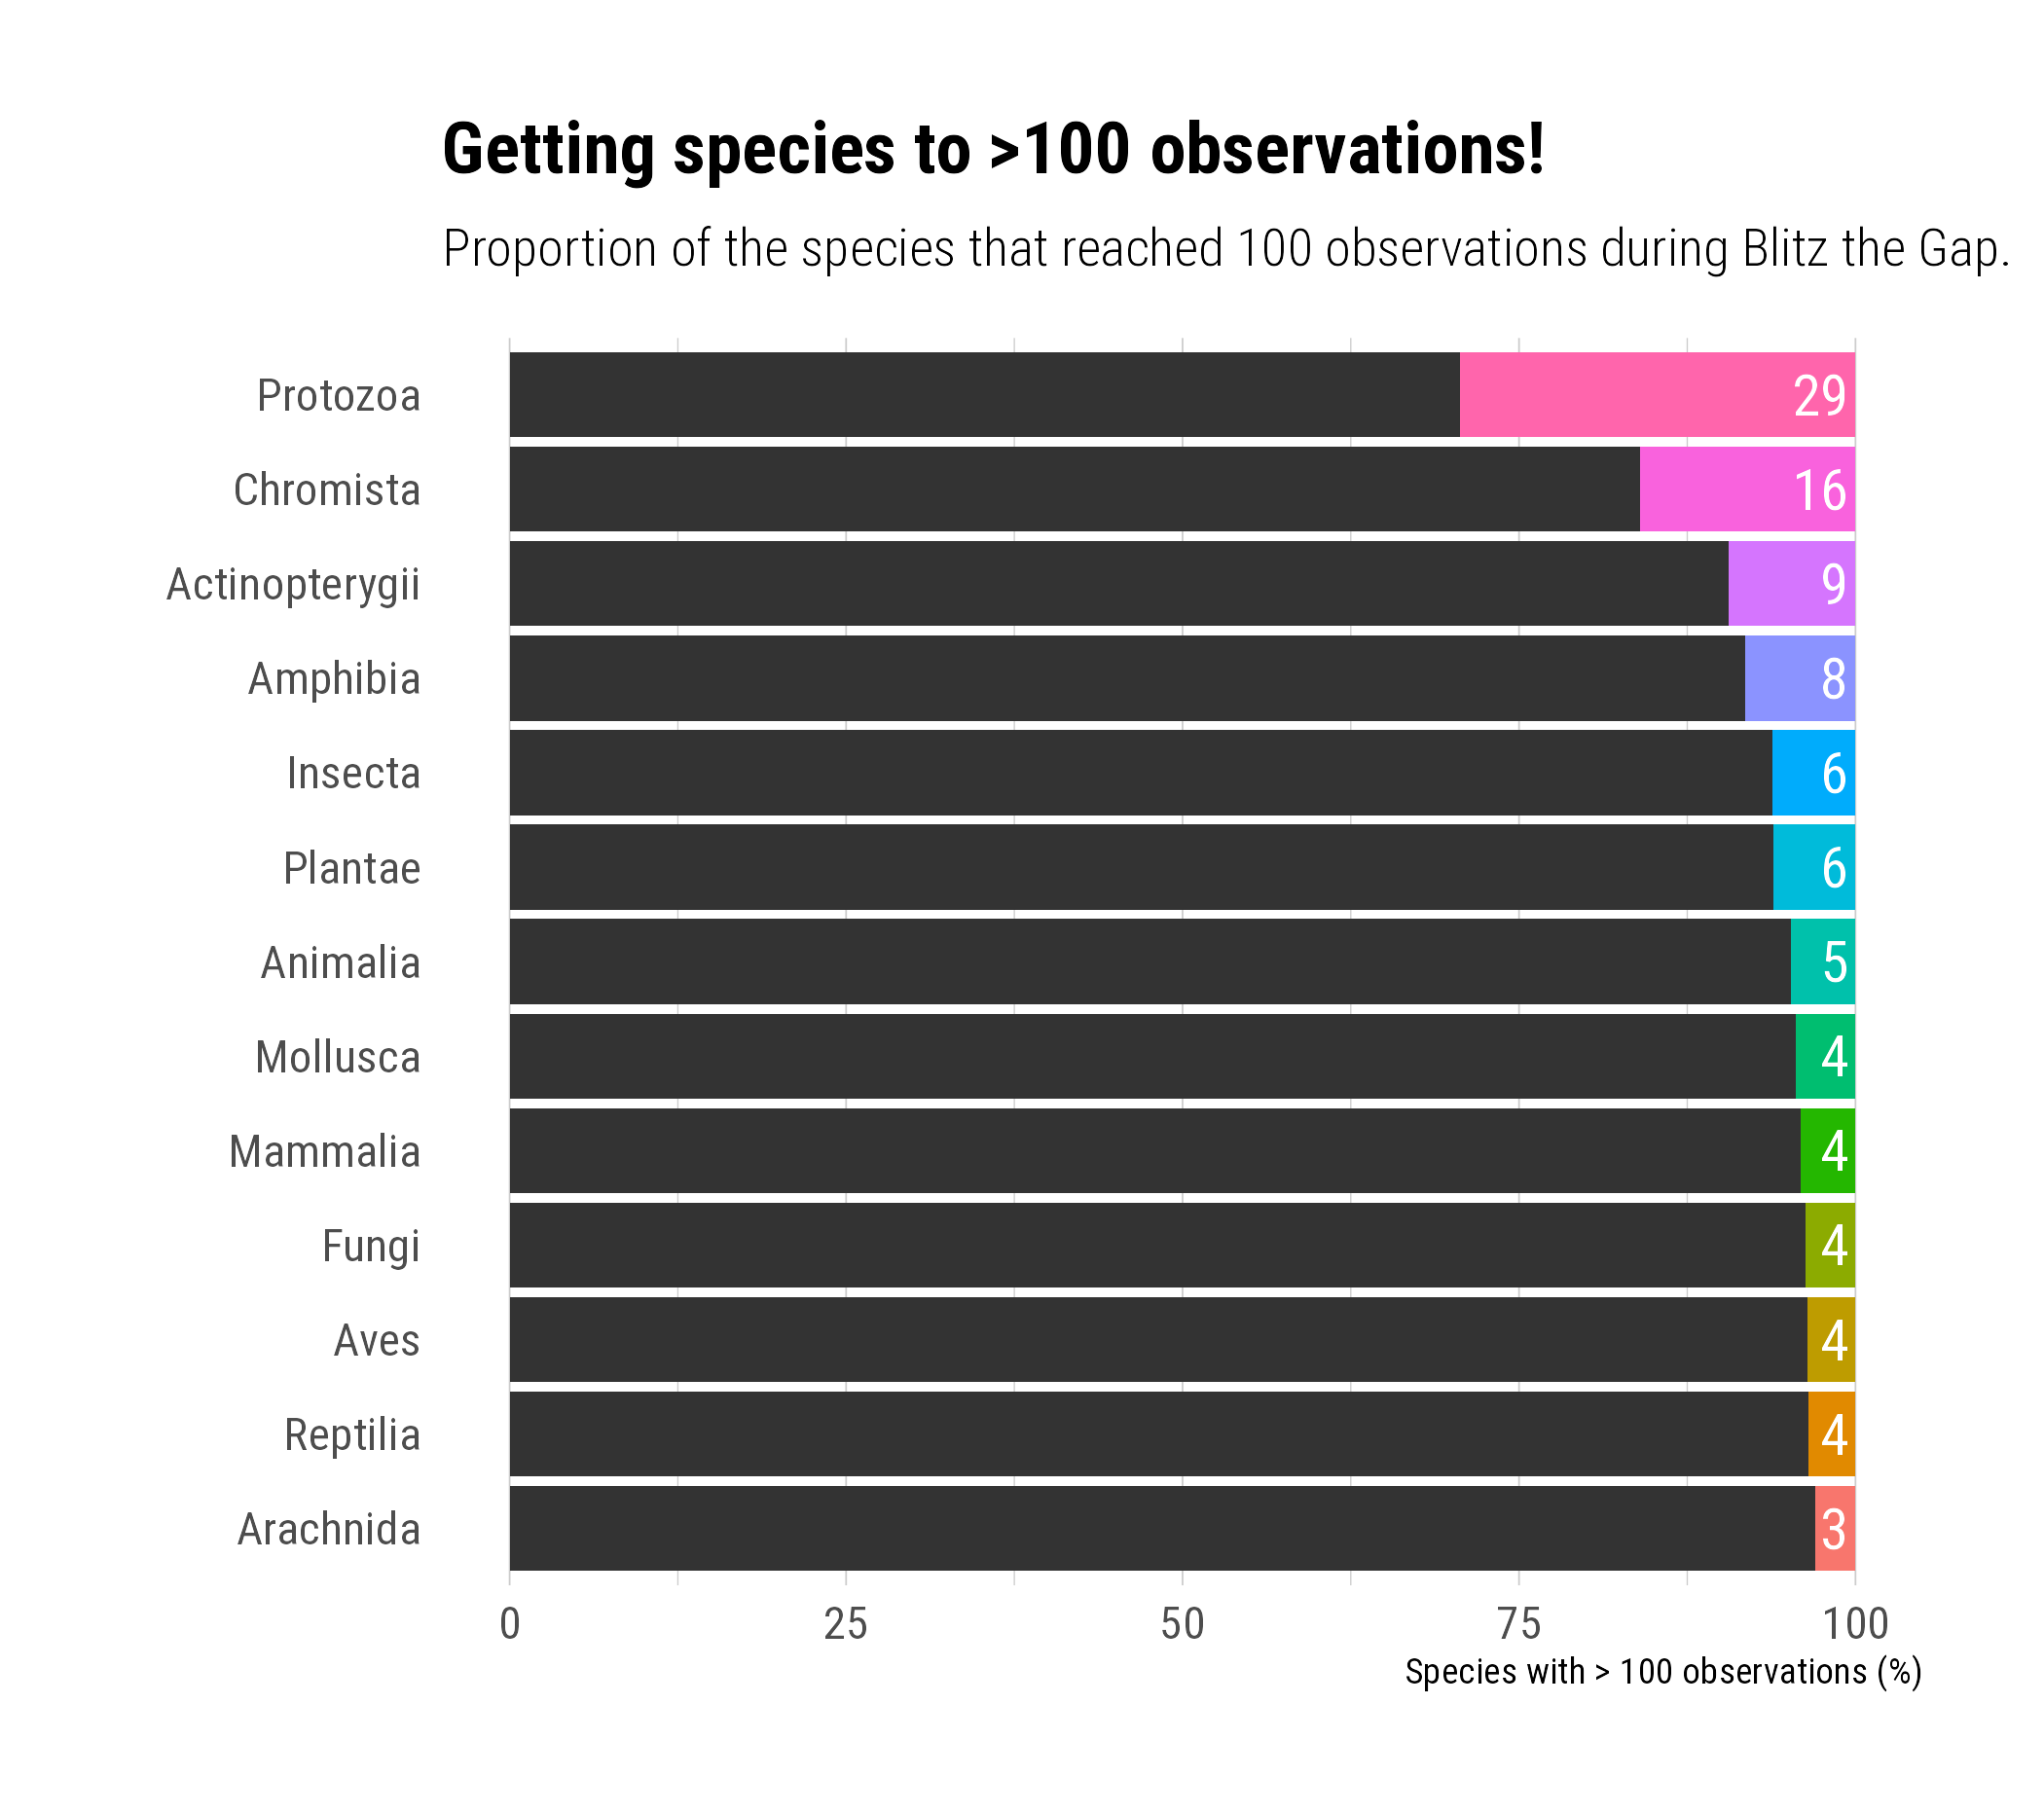 Getting species to >100 observations!
Proportion of the species that reached 100 observations during Blitz the Gap.
Protozoa 29
Chromista 16
Actinopterygii 9
Amphibia 8
Insecta 6
Plantae 6
Animalia 5
Mollusca 4
Mammalia 4
Fungi 4
Aves 4
Reptilia 4
Arachnida 3
0 25 50 75 100
Species with > 100 observations (%)